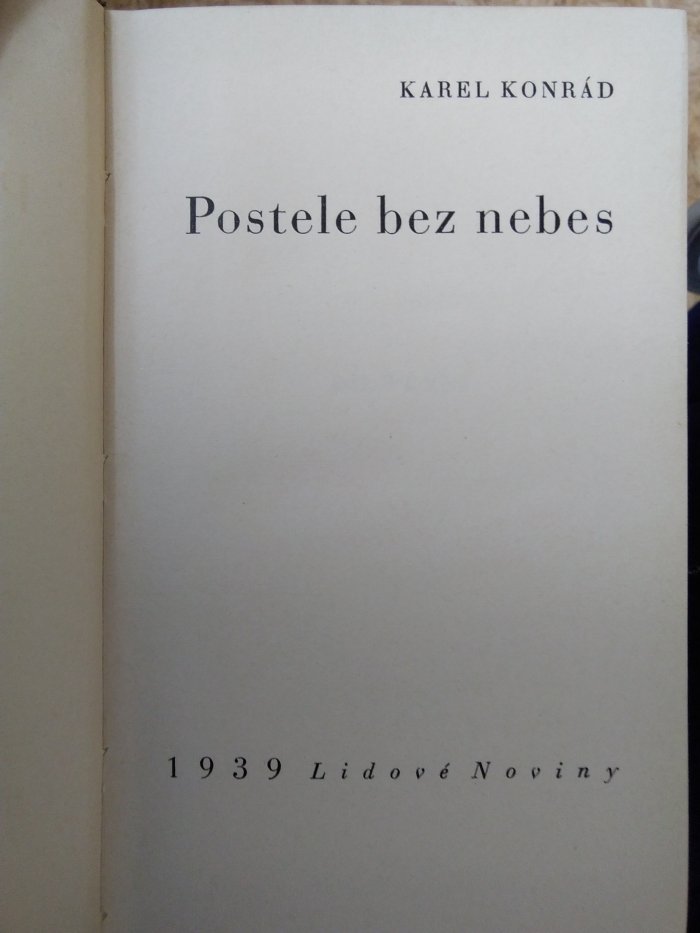 KAREL KONRÁD
Postele bez nebes
1939 Lidové Noviny